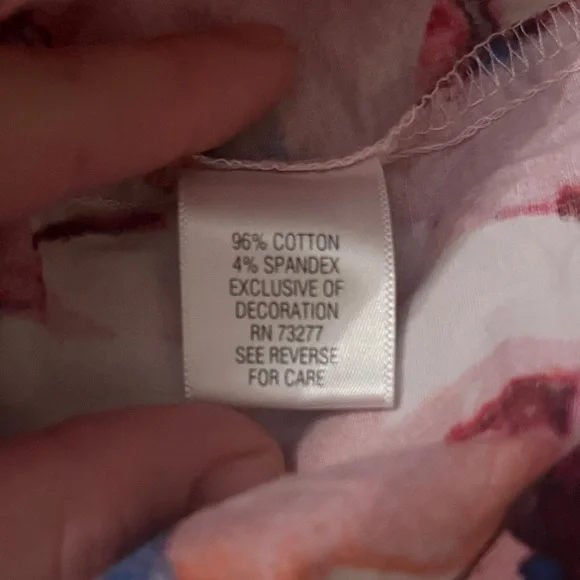 96% COTTON
4% SPANDEX
EXCLUSIVE OF
DECORATION
RN 73277
SEE REVERSE
FOR CARE